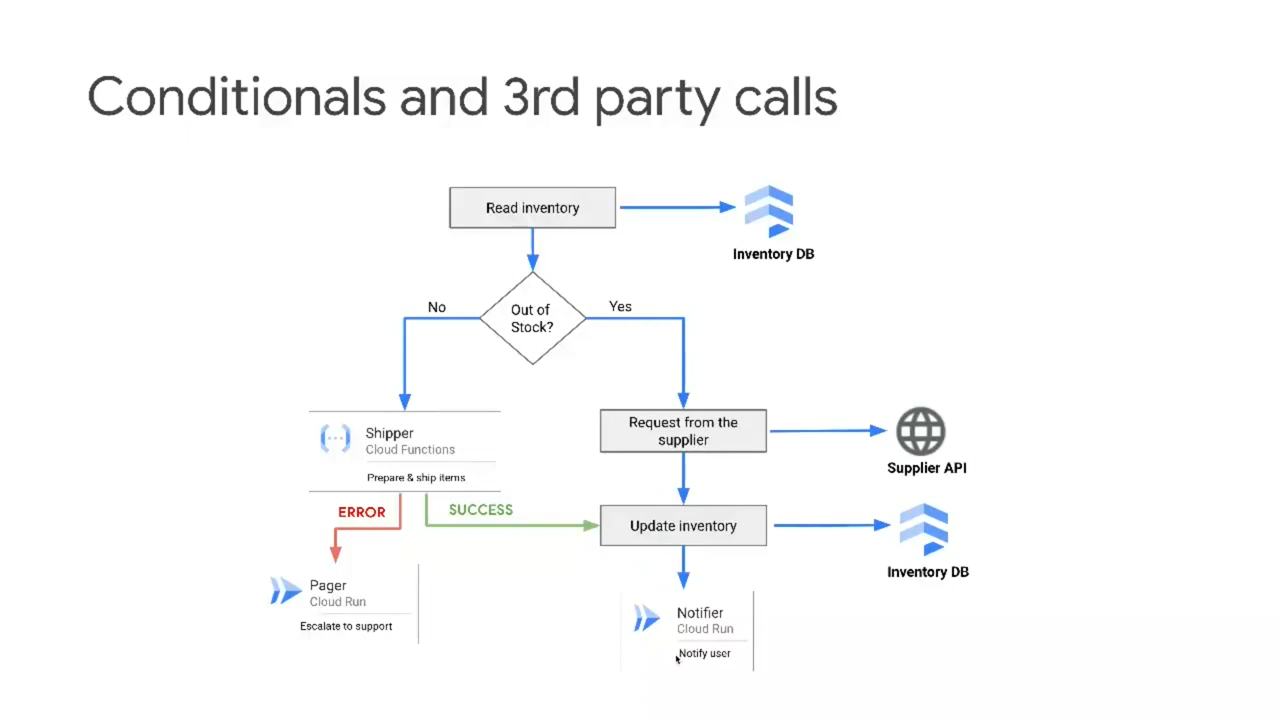 Conditionals and 3rd party calls
Read inventory
Inventory DB
No
Out of
Stock?
Yes
Shipper
Cloud Functions
Prepare & ship items
Request from the
supplier
Supplier API
ERROR
SUCCESS
Update inventory
Inventory DB
Pager
Cloud Run
Escalate to support
Notifier
Cloud Run
Notify user